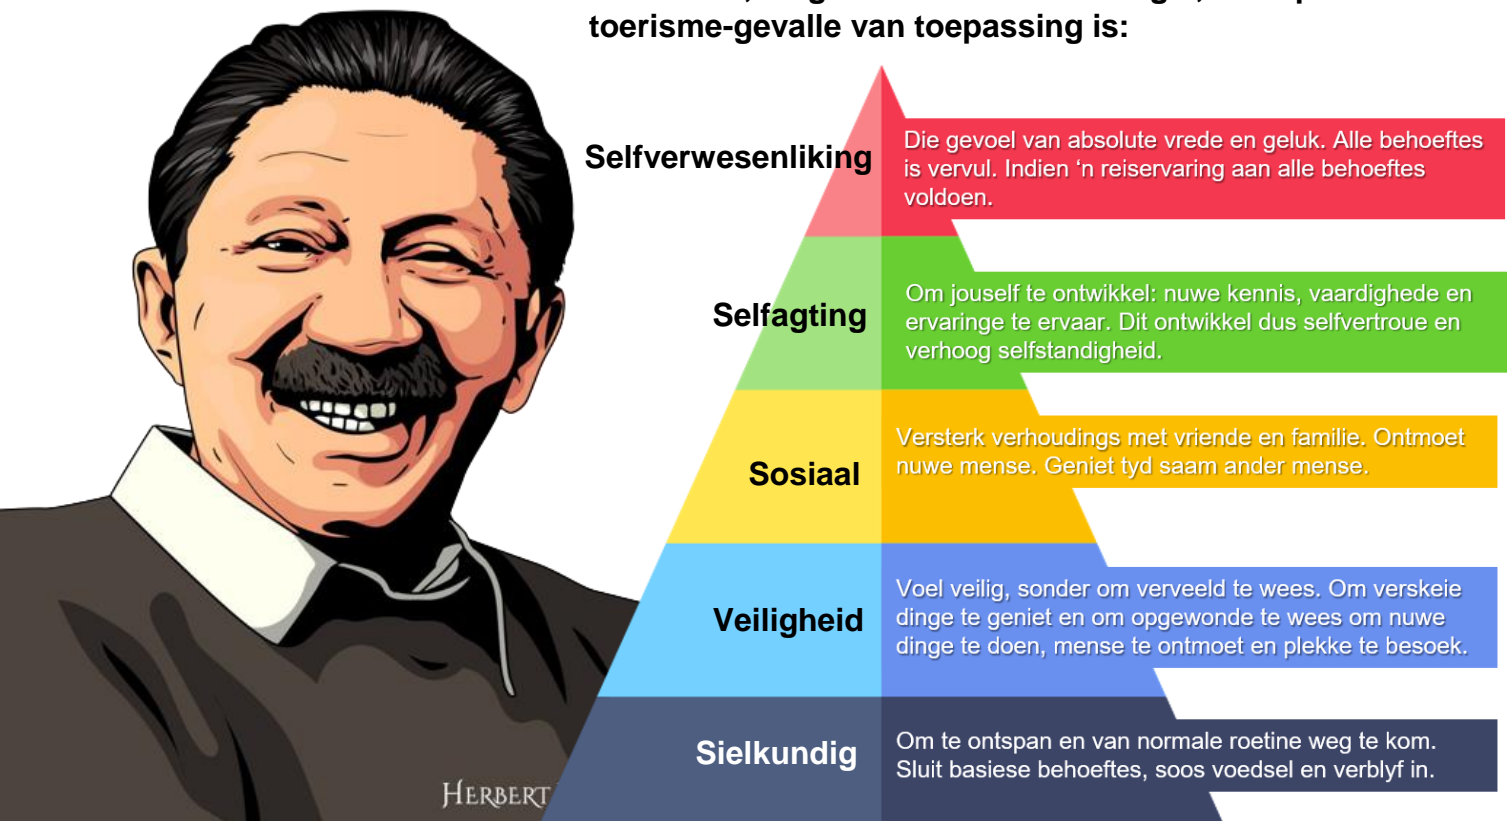 toerisme-gevalle van toepassing is:
Selfverwesenliking
Die gevoel van absolute vrede en geluk. Alle behoeftes
is vervul. Indien ‘n reiservaring aan alle behoeftes
voldoen.
Selfagting
Om jouself te ontwikkel: nuwe kennis, vaardighede en
ervaringe te ervaar. Dit ontwikkel dus selfvertroue en
verhoog selfstandigheid.
Sosiaal
Versterk verhoudings met vriende en familie. Ontmoet
nuwe mense. Geniet tyd saam ander mense.
Veiligheid
Voel veilig, sonder om verveeld te wees. Om verskeie
dinge te geniet en om opgewonde te wees om nuwe
dinge te doen, mense te ontmoet en plekke te besoek.
Sielkundig
Om te ontspan en van normale roetine weg te kom.
Sluit basiese behoeftes, soos voedsel en verblyf in.
HERBERT